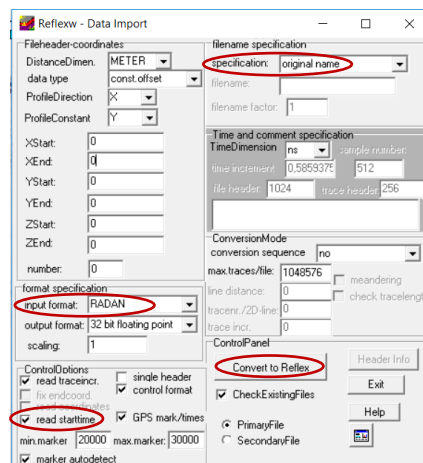 Reflexw - Data Import
Fileheader-coordinates
DistanceDimen. METER
data type const.offset
ProfileDirection X
ProfileConstant Y
XStart: 0
XEnd: 0
YStart: 0
YEnd: 0
ZStart: 0
ZEnd: 0
number: 0
format specification
input format: RADAN
output format: 32 bit floating point
scaling: 1
ControlOptions
read traceincr.
single header
fix endcoord.
control format
read coordinates
read starttime
GPS mark/times
min.marker 20000 max.marker: 30000
marker autodetect
filename specification
specification: original name
filename:
filename factor: 1
Time and comment specification
TimeDimension ns sample number:
time increment 0,5859375 512
file header: 1024 trace header 256
ConversionMode
conversion sequence no
max.traces/file: 1048576
meandering
line distance: 0
check tracelengt
tracenr./2D-line: 0
trace incr. 0
ControlPanel
Convert to Reflex
Header Info
CheckExistingFiles
Exit
PrimaryFile
Help
SecondaryFile